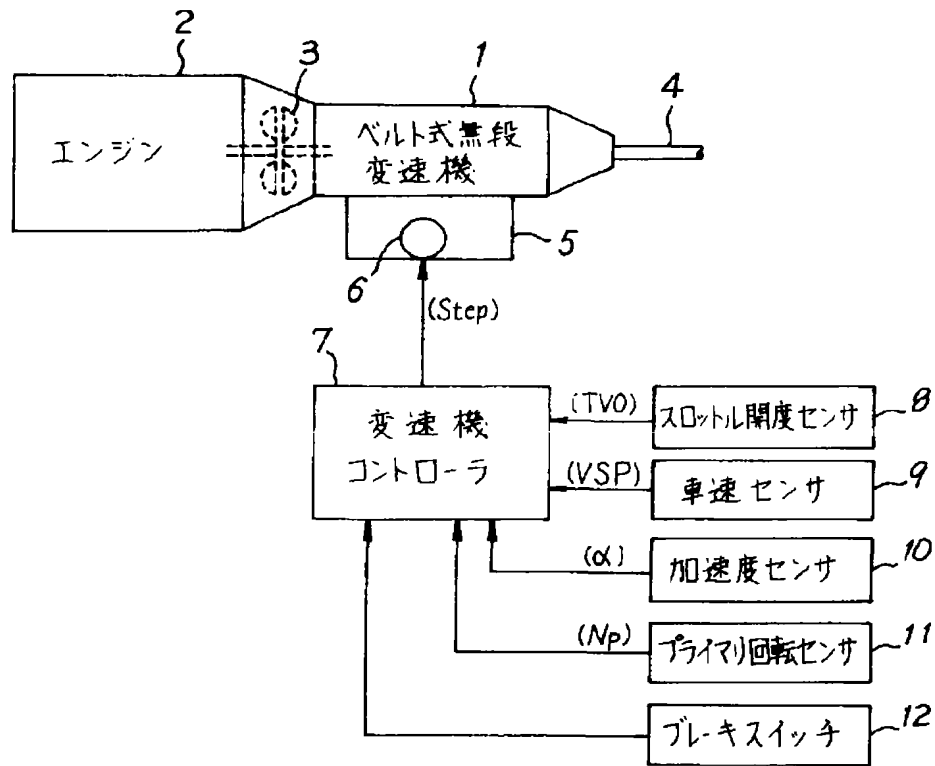 2
3
1
4
エンジン
ベルト式無段
変速機
5
6
(Step)
7
変速機
コントローラ
(TVO)
スロットル開度センサ
8
(VSP)
車速センサ
9
(α)
加速度センサ
10
(Np)
プライマリ回転センサ
11
ブレーキスイッチ
12